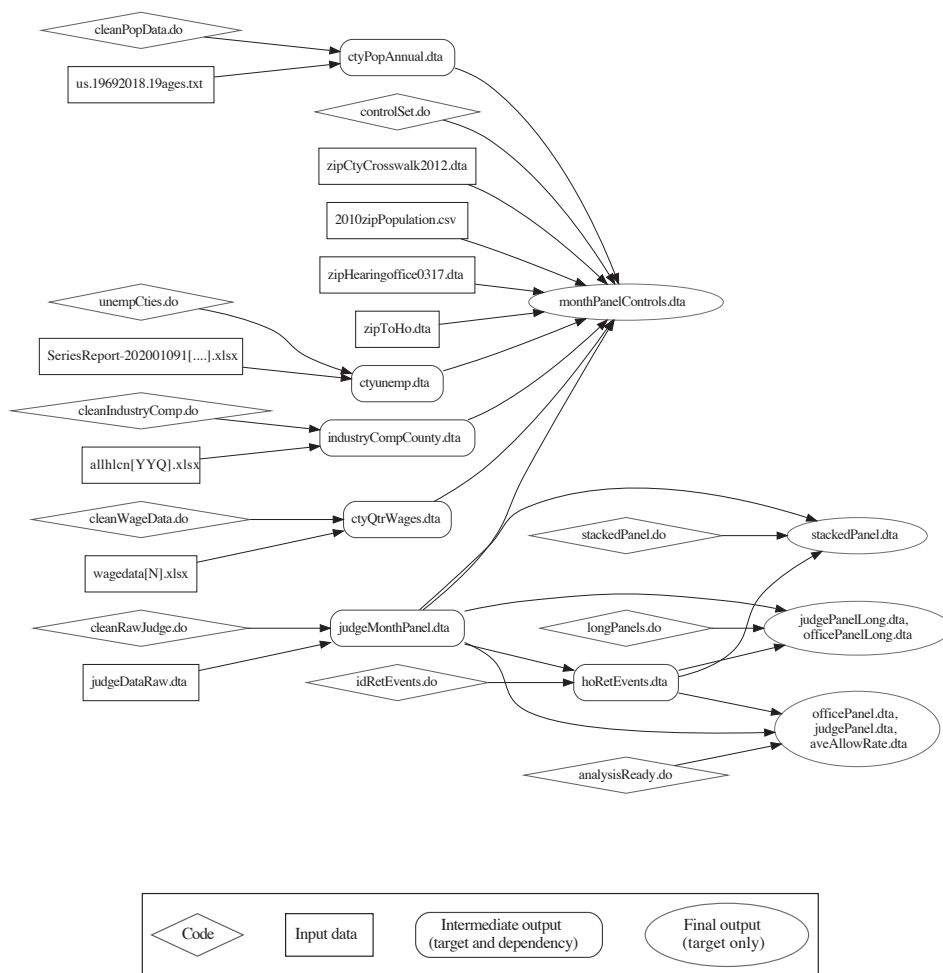 cleanPopData.do
ctyPopAnnual.dta
us.19692018.19ages.txt
controlSet.do
zipCtyCrosswalk2012.dta
2010zipPopulation.csv
zipHearingoffice0317.dta
unempCties.do
monthPanelControls.dta
zipToHo.dta
SeriesReport-202001091[....].xlsx
ctyunemp.dta
cleanIndustryComp.do
industryCompCounty.dta
allhlcn[YYQ].xlsx
cleanWageData.do
ctyQtrWages.dta
stackedPanel.do
stackedPanel.dta
wagedata[N].xlsx
cleanRawJudge.do
judgeMonthPanel.dta
longPanels.do
judgePanelLong.dta,
officePanelLong.dta
judgeDataRaw.dta
idRetEvents.do
hoRetEvents.dta
officePanel.dta,
judgePanel.dta,
aveAllowRate.dta
analysisReady.do
Code
Input data
Intermediate output
(target and dependency)
Final output
(target only)